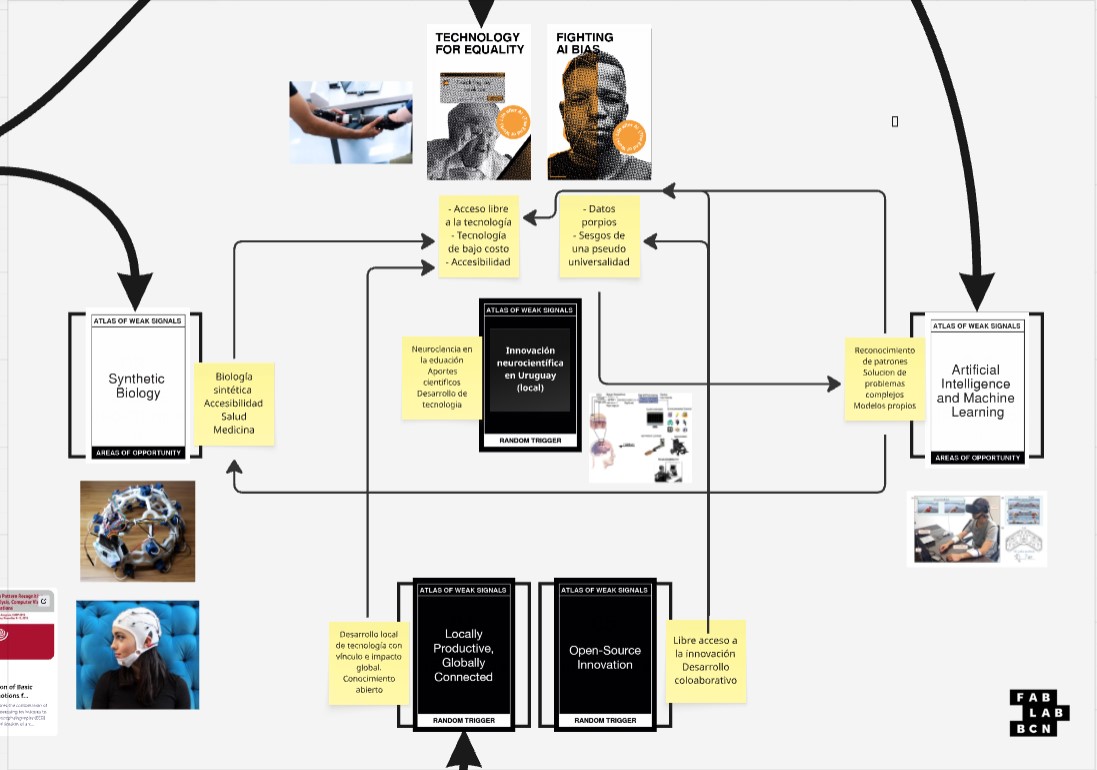 TECHNOLOGY
FOR EQUALITY
FIGHTING
AI BIAS
- Acceso libre
a la tecnología
- Tecnología
de bajo costo
- Accesibilidad
- Datos
porpios
- Sesgos de
una pseudo
universalidad
ATLAS OF WEAK SIGNALS
Synthetic
Biology
AREAS OF OPPORTUNITY
Biología
sintética
Accesibilidad
Salud
Medicina
Neurociencia en
la eduación
Aportes
cientificos
Desarrollo de
tecnologia
ATLAS OF WEAK SIGNALS
Innovación
neurocientífica
en Uruguay
(local)
RANDOM TRIGGER
Reconocimiento
de patrones
Solucion de
problemas
complejos
Modelos propios
ATLAS OF WEAK SIGNALS
Artificial
Intelligence
and Machine
Learning
AREAS OF OPPORTUNITY
Desarrollo local
de tecnología con
vínculo e impacto
global.
Conocimiento
abierto
ATLAS OF WEAK SIGNALS
Locally
Productive,
Globally
Connected
RANDOM TRIGGER
ATLAS OF WEAK SIGNALS
Open-Source
Innovation
RANDOM TRIGGER
Libre acceso a
la innovación
Desarrollo
coloaborativo
on of Basic
otions f...
FAB
LAB
BCN